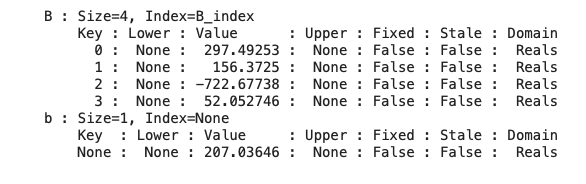 B : Size=4, Index=B_index
    Key : Lower : Value      : Upper : Fixed : Stale : Domain
      0 :  None :  297.49253 :  None : False : False :  Reals
      1 :  None :   156.3725 :  None : False : False :  Reals
      2 :  None : -722.67738 :  None : False : False :  Reals
      3 :  None :  52.052746 :  None : False : False :  Reals
b : Size=1, Index=None
    Key  : Lower : Value     : Upper : Fixed : Stale : Domain
    None :  None : 207.03646 :  None : False : False :  Reals